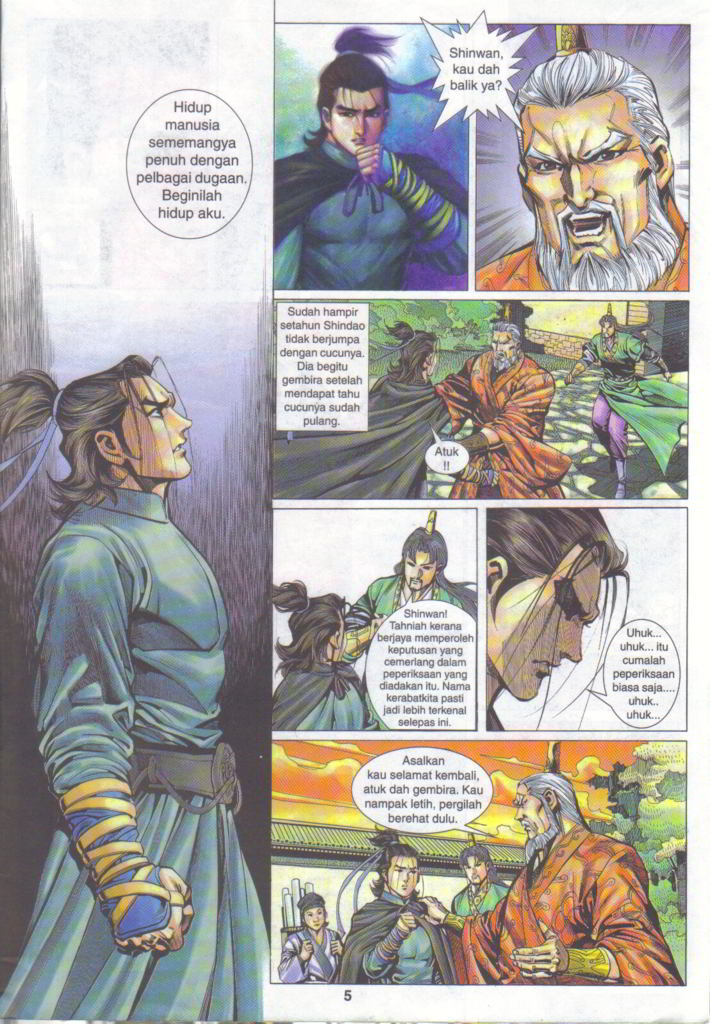 Hidup
manusia
sememangya
penuh dengan
pelbagai dugaan.
Beginilah
hidup aku.
Shinwan,
kau dah
balik ya?
Sudah hampir
setahun Shindao
tidak berjumpa
dengan cucunya.
Dia begitu
gembira setelah
mendapat tahu
cucunya sudah
pulang.
Atuk
!!
Shinwan!
Tahniah kerana
berjaya memperoleh
keputusan yang
cemerlang dalam
peperiksaan yang
diadakan itu. Nama
kerabatkita pasti
jadi lebih terkenal
selepas ini.
Uhuk...
uhuk... itu
cumalah
peperiksaan
biasa saja....
uhuk..
uhuk...
Asalkan
kau selamat kembali,
atuk dah gembira. Kau
nampak letih, pergilah
berehat dulu.
5